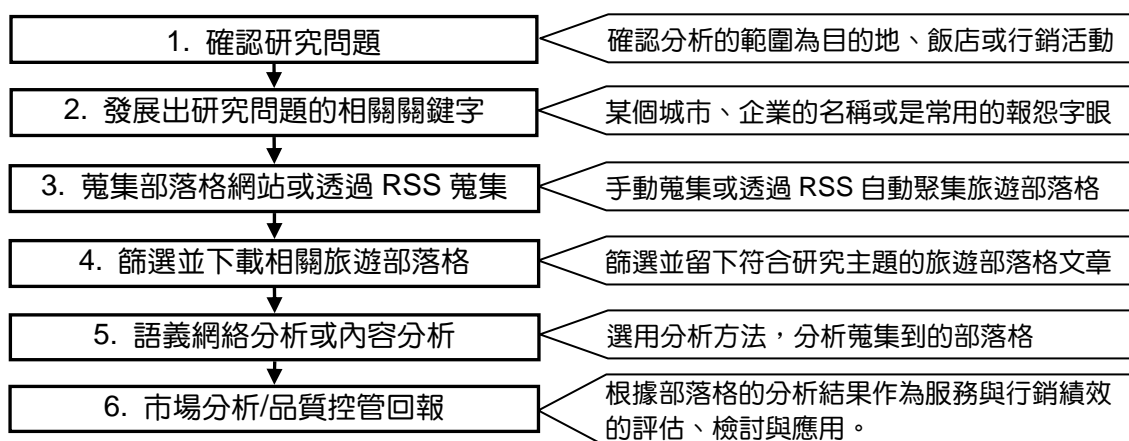 1. 確認研究問題
確認分析的範圍為目的地、飯店或行銷活動
2. 發展出研究問題的相關關鍵字
某個城市、企業的名稱或是常用的報怨字眼
3. 蒐集部落格網站或透過 RSS 蒐集
手動蒐集或透過 RSS 自動聚集旅遊部落格
4. 篩選並下載相關旅遊部落格
篩選並留下符合研究主題的旅遊部落格文章
5. 語義網絡分析或內容分析
選用分析方法，分析蒐集到的部落格
6. 市場分析/品質控管回報
根據部落格的分析結果作為服務與行銷績效
的評估、檢討與應用。